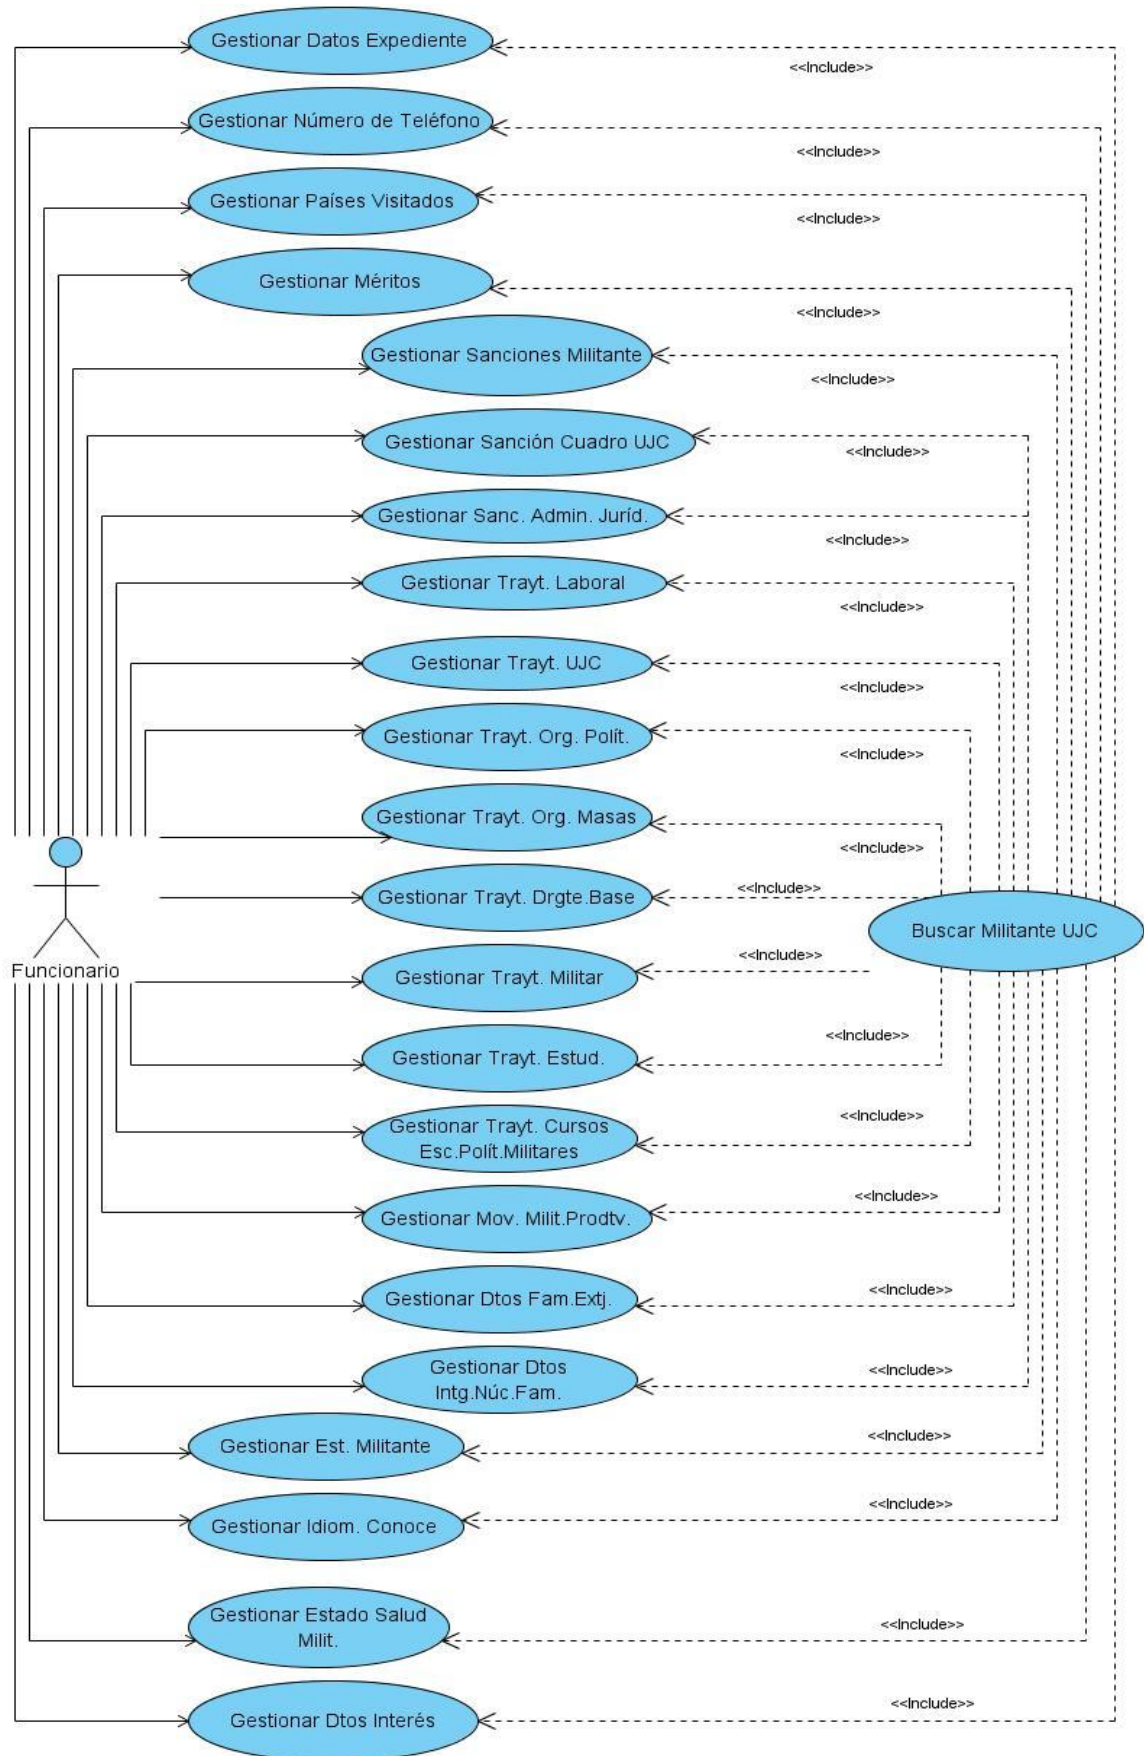 Gestionar Datos Expediente
<<Include>>
Gestionar Número de Teléfono
<<Include>>
Gestionar Países Visitados
<<Include>>
Gestionar Méritos
<<Include>>
Gestionar Sanciones Militante
<<Include>>
Gestionar Sanción Cuadro UJC
<<Include>>
Gestionar Sanc. Admin. Juríd.
<<Include>>
Gestionar Trayt. Laboral
<<Include>>
Gestionar Trayt. UJC
<<Include>>
Gestionar Trayt. Org. Polít.
<<Include>>
Gestionar Trayt. Org. Masas
<<Include>>
Gestionar Trayt. Drgte.Base
<<Include>>
Buscar Militante UJC
Funcionario
Gestionar Trayt. Militar
<<Include>>
Gestionar Trayt. Estud.
<<Include>>
Gestionar Trayt. Cursos
Esc.Polít.Militares
<<Include>>
Gestionar Mov. Milit.Prodtv.
<<Include>>
Gestionar Dtos Fam.Extj.
<<Include>>
Gestionar Dtos
Intg.Núc.Fam.
<<Include>>
Gestionar Est. Militante
<<Include>>
Gestionar Idiom. Conoce
<<Include>>
Gestionar Estado Salud
Milit.
<<Include>>
Gestionar Dtos Interés
<<Include>>